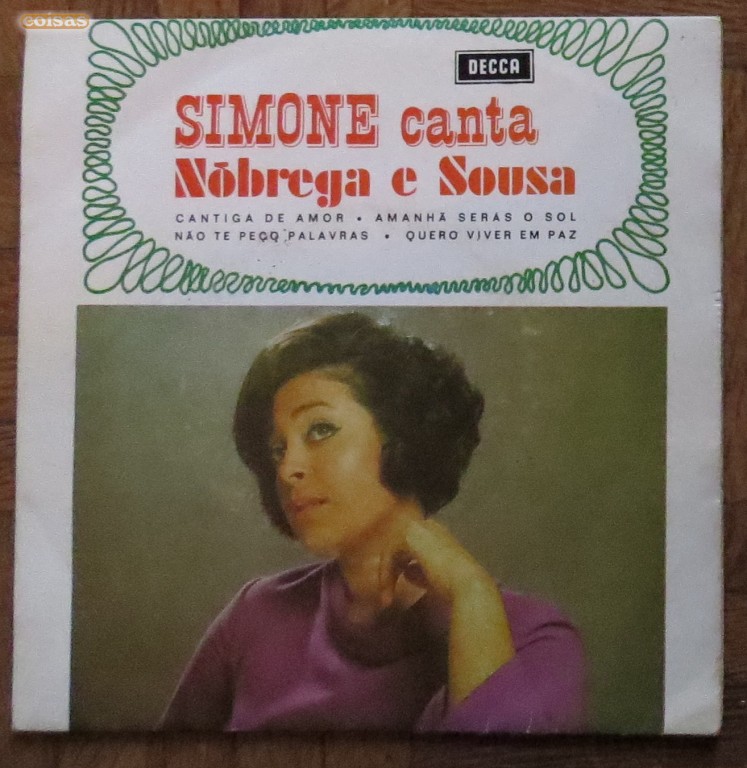 coisas
DECCA
SIMONE canta
Nóbrega e Sousa
CANTIGA DE AMOR • AMANHÃ SERÁS O SOL
NÃO TE PEÇO PALAVRAS • QUERO VIVER EM PAZ